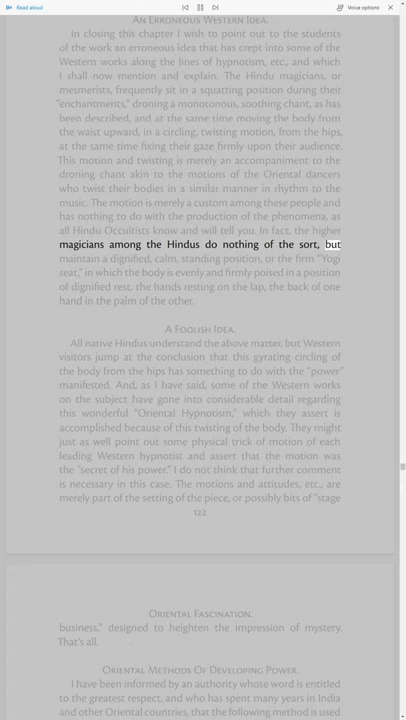 Read aloud
Voice options
AN ERRONEOUS WESTERN IDEA.
In closing this chapter I wish to point out to the students
of the work an erroneous idea that has crept into some of the
Western works along the lines of hypnotism, etc., and which
I shall now mention and explain. The Hindu magicians, or
mesmerists, frequently sit in a squatting position during their
"enchantments," droning a monotonous, soothing chant, as has
been described, and at the same time moving the body from
the waist upward, in a circling, twisting motion, from the hips,
at the same time fixing their gaze firmly upon their audience.
This motion and twisting is merely an accompaniment to the
droning chant akin to the motions of the Oriental dancers
who twist their bodies in a similar manner in rhythm to the
music. The motion is merely a custom among these people and
has nothing to do with the production of the phenomena, as
all Hindu Occultists know and will tell you. In fact, the higher
magicians among the Hindus do nothing of the sort, but
maintain a dignified, calm, standing position, or the firm "Yogi
seat," in which the body is evenly and firmly poised in a position
of dignified rest; the hands resting on the lap, the back of one
hand in the palm of the other.
A FOOLISH IDEA.
All native Hindus understand the above matter, but Western
visitors jump at the conclusion that this gyrating circling of
the body from the hips has something to do with the "power"
manifested. And, as I have said, some of the Western works
on the subject have gone into considerable detail regarding
this wonderful "Oriental Hypnotism," which they assert is
accomplished because of this twisting of the body. They might
just as well point out some physical trick of motion of each
leading Western hypnotist and assert that the motion was
the "secret of his power." I do not think that further comment
is necessary in this case. The motions and attitudes, etc., are
merely part of the setting of the piece, or possibly bits of "stage
123
ORIENTAL FASCINATION.
business," designed to heighten the impression of mystery.
That's all.
ORIENTAL METHODS OF DEVELOPING POWER.
I have been informed by an authority whose word is entitled
to the greatest respect, and who has spent many years in India
and other Oriental countries, that the following method is used